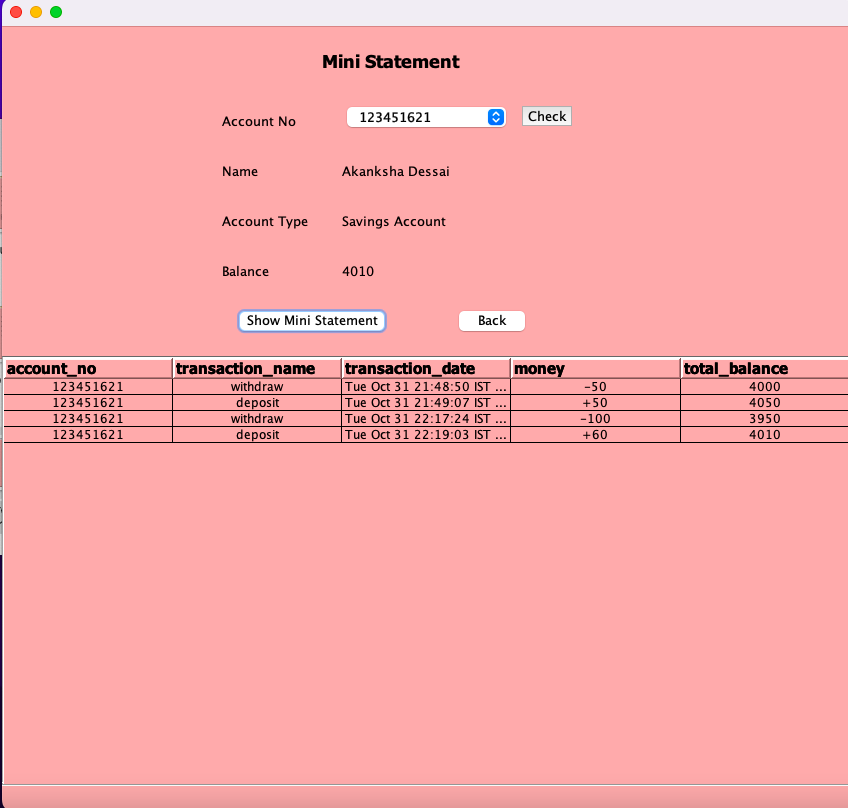 Mini Statement
Account No 123451621 Check
Name Akanksha Dessai
Account Type Savings Account
Balance 4010
Show Mini Statement Back
account_no transaction_name transaction_date money total_balance
123451621 withdraw Tue Oct 31 21:48:50 IST ... -50 4000
123451621 deposit Tue Oct 31 21:49:07 IST ... +50 4050
123451621 withdraw Tue Oct 31 22:17:24 IST ... -100 3950
123451621 deposit Tue Oct 31 22:19:03 IST ... +60 4010